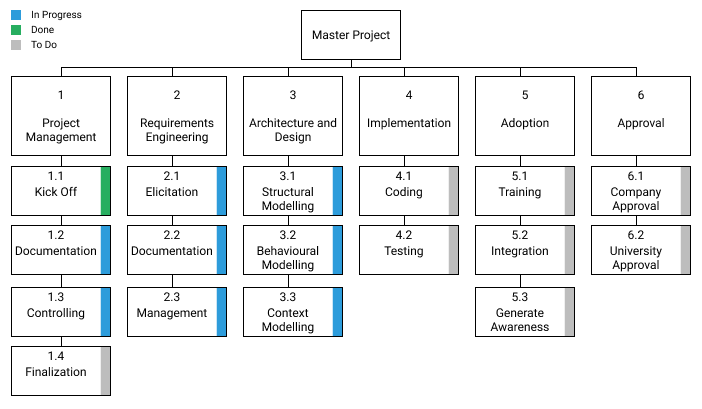 In Progress
Done
To Do
Master Project
1
Project
Management
2
Requirements
Engineering
3
Architecture and
Design
4
Implementation
5
Adoption
6
Approval
1.1
Kick Off
2.1
Elicitation
3.1
Structural
Modelling
4.1
Coding
5.1
Training
6.1
Company
Approval
1.2
Documentation
2.2
Documentation
3.2
Behavioural
Modelling
4.2
Testing
5.2
Integration
6.2
University
Approval
1.3
Controlling
2.3
Management
3.3
Context
Modelling
5.3
Generate
Awareness
1.4
Finalization